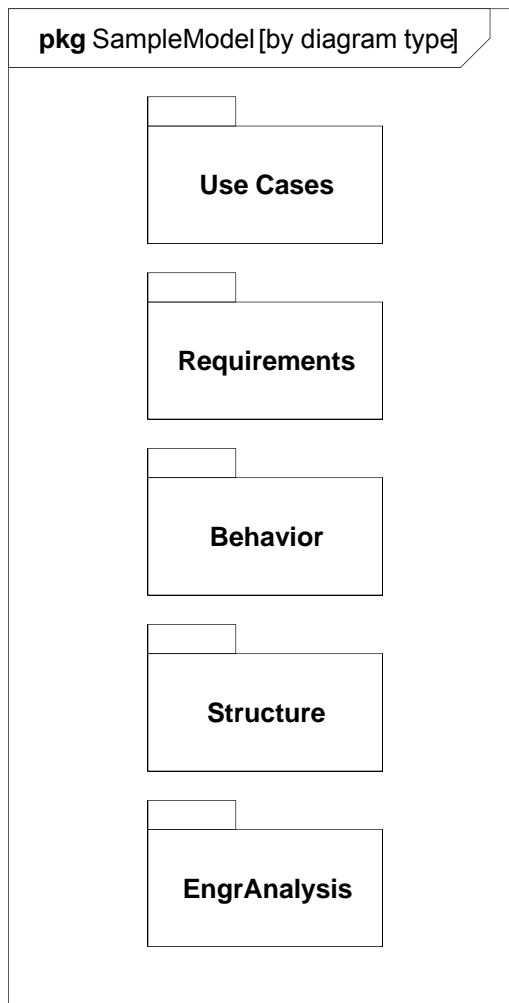 pkg SampleModel [by diagram type]
Use Cases
Requirements
Behavior
Structure
EngrAnalysis